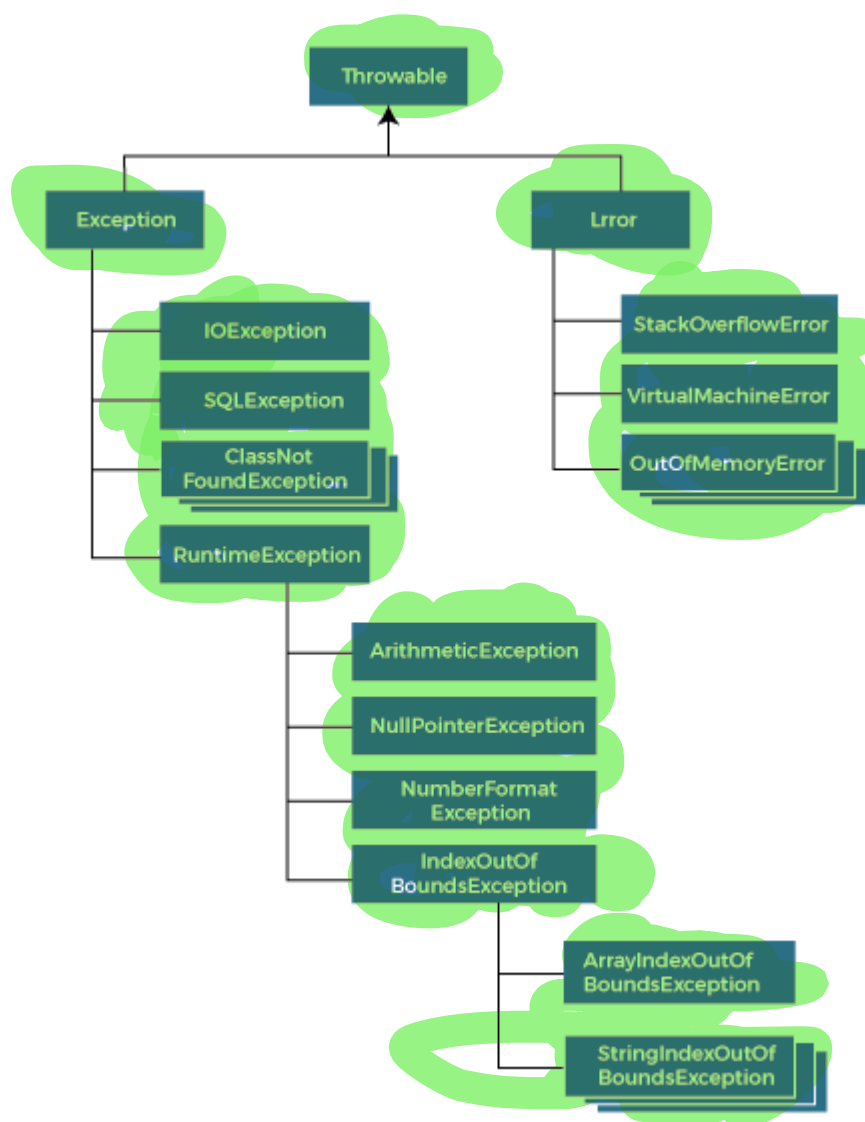 Throwable
Exception
Lrror
IOException
SQLException
ClassNot
FoundException
RuntimeException
StackOverflowError
VirtualMachineError
OutOfMemoryError
ArithmeticException
NullPointerException
NumberFormat
Exception
IndexOutOf
BoundsException
ArrayIndexOutOf
BoundsException
StringIndexOutOf
BoundsException